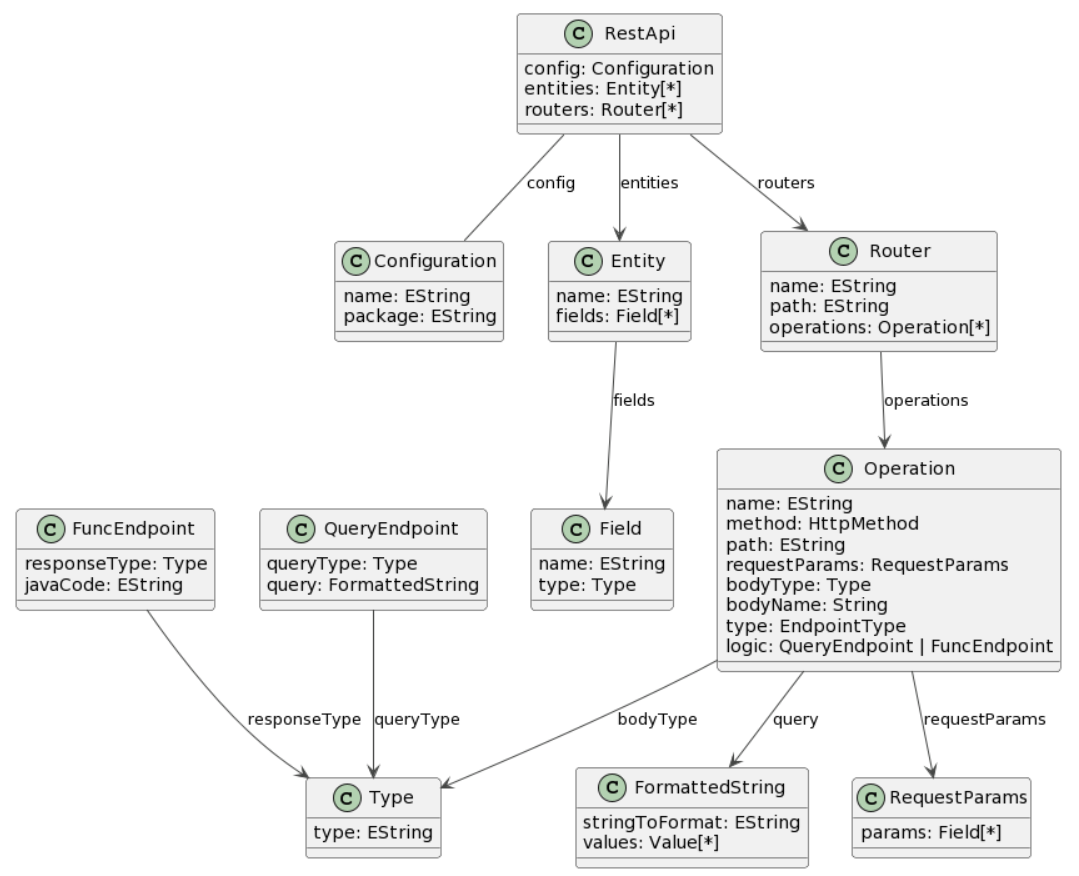 C RestApi
config: Configuration
entities: Entity[*]
routers: Router[*]
config
entities
routers
C Configuration
name: EString
package: EString
C Entity
name: EString
fields: Field[*]
C Router
name: EString
path: EString
operations: Operation[*]
fields
operations
C FuncEndpoint
responseType: Type
javaCode: EString
C QueryEndpoint
queryType: Type
query: FormattedString
C Field
name: EString
type: Type
C Operation
name: EString
method: HttpMethod
path: EString
requestParams: RequestParams
bodyType: Type
bodyName: String
type: EndpointType
logic: QueryEndpoint | FuncEndpoint
responseType
queryType
bodyType
query
requestParams
C Type
type: EString
C FormattedString
stringToFormat: EString
values: Value[*]
C RequestParams
params: Field[*]